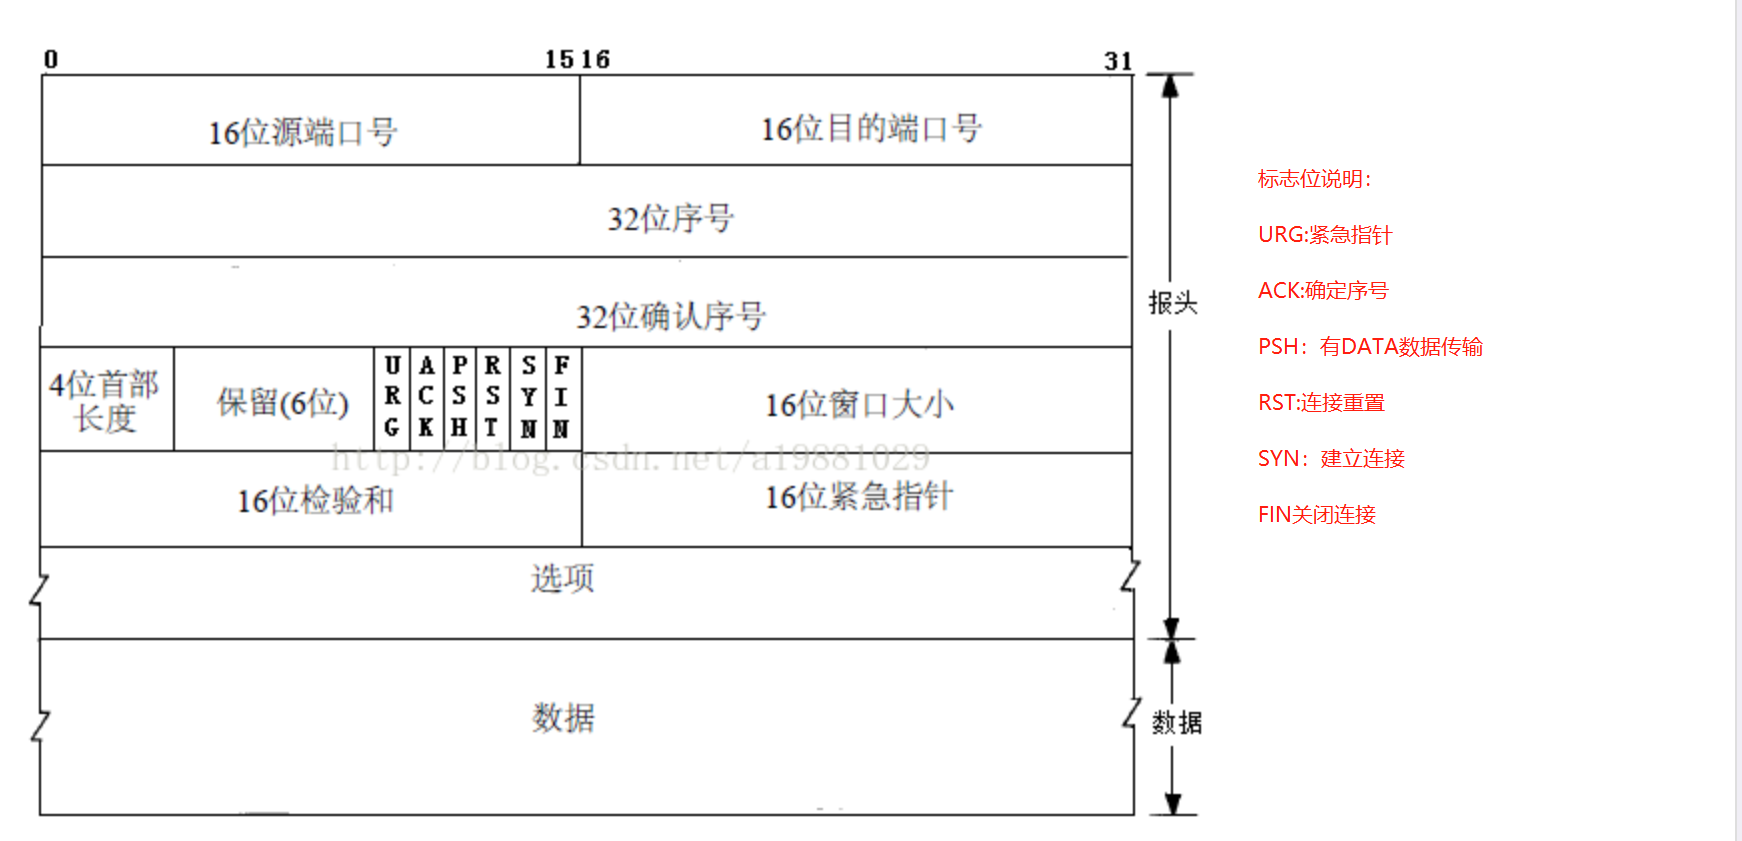 0 15 16 31
16位源端口号 16位目的端口号
32位序号
32位确认序号
4位首部长度 保留(6位) URG ACK PSH RST SYN FIN 16位窗口大小
http://blog.csdn.net/a19881029
16位检验和 16位紧急指针
选项
数据
报头
数据
标志位说明：
URG:紧急指针
ACK:确定序号
PSH：有DATA数据传输
RST:连接重置
SYN：建立连接
FIN关闭连接